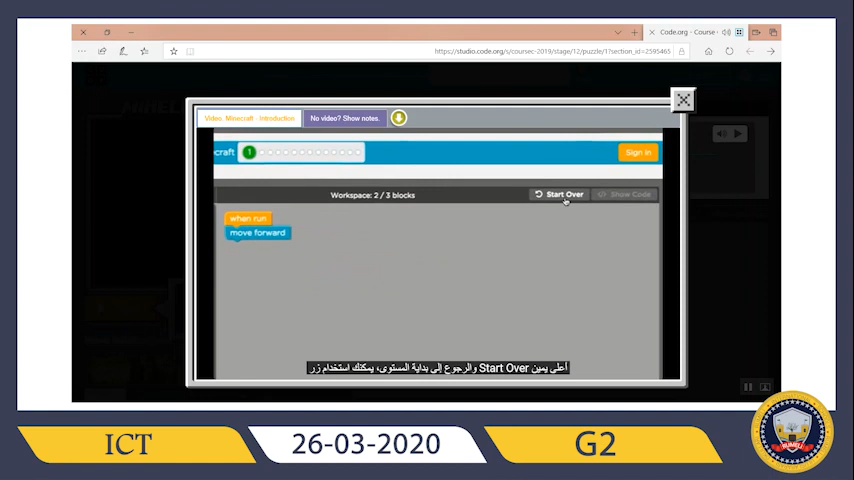 Code.org - Course
https://studio.code.org/s/coursec-2019/stage/12/puzzle/1?section_id=2595465
Video: Minecraft - Introduction
No video? Show notes.
craft
1
Sign in
Workspace: 2 / 3 blocks
Start Over
Show Code
when run
move forward
والرجوع إلى بداية المستوى، يمكنك استخدام زر Start Over أعلى يمين
ICT
26-03-2020
G2